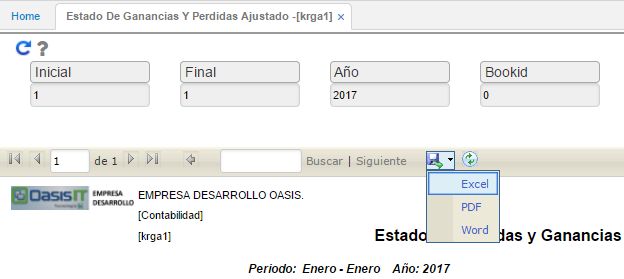 Home
Estado De Ganancias Y Perdidas Ajustado -[krga1] ×
?
Inicial Final Año Bookid
1 1 2017 0
1 de 1 Buscar | Siguiente
Excel
PDF
Word
OasisIT EMPRESA DESARROLLO
EMPRESA DESARROLLO OASIS.
[Contabilidad]
[krga1]
Estado das y Ganancias
Periodo: Enero - Enero Año: 2017